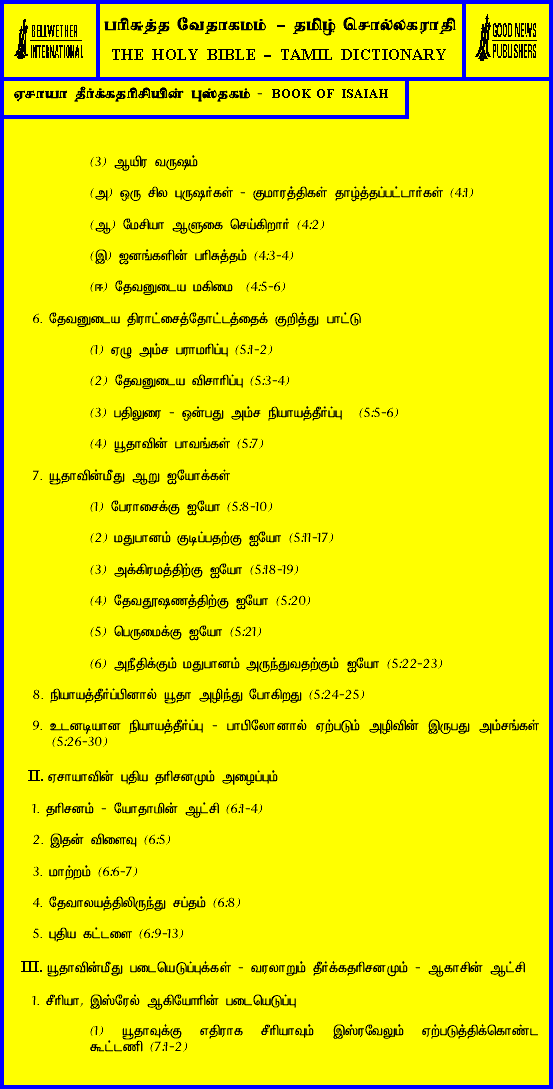 BELLWETHER
INTERNATIONAL
பரிசுத்த வேதாகமம் – தமிழ் சொல்லகராதி
THE HOLY BIBLE – TAMIL DICTIONARY
GOOD NEWS
PUBLISHERS
ஏசாயா தீர்க்கதரிசியின் புஸ்தகம் - BOOK OF ISAIAH
(3) ஆயிர வருஷம்
(அ) ஒரு சில புருஷர்கள் - குமாரத்திகள் தாழ்த்தப்பட்டார்கள் (4:1)
(ஆ) மேசியா ஆளுகை செய்கிறார் (4:2)
(இ) ஜனங்களின் பரிசுத்தம் (4:3-4)
(ஈ) தேவனுடைய மகிமை (4:5-6)
6. தேவனுடைய திராட்சைத்தோட்டத்தைக் குறித்து பாட்டு
(1) ஏழு அம்ச பராமரிப்பு (5:1-2)
(2) தேவனுடைய விசாரிப்பு (5:3-4)
(3) பதிலுரை - ஒன்பது அம்ச நியாயத்தீர்ப்பு (5:5-6)
(4) யூதாவின் பாவங்கள் (5:7)
7. யூதாவின்மீது ஆறு ஐயோக்கள்
(1) பேராசைக்கு ஐயோ (5:8-10)
(2) மதுபானம் குடிப்பதற்கு ஐயோ (5:11-17)
(3) அக்கிரமத்திற்கு ஐயோ (5:18-19)
(4) தேவதூஷணத்திற்கு ஐயோ (5:20)
(5) பெருமைக்கு ஐயோ (5:21)
(6) அநீதிக்கும் மதுபானம் அருந்துவதற்கும் ஐயோ (5:22-23)
8. நியாயத்தீர்ப்பினால் யூதா அழிந்து போகிறது (5:24-25)
9. உடனடியான நியாயத்தீர்ப்பு - பாபிலோனால் ஏற்படும் அழிவின் இருபது அம்சங்கள்
(5:26-30)
II. ஏசாயாவின் புதிய தரிசனமும் அழைப்பும்
1. தரிசனம் - யோதாமின் ஆட்சி (6:1-4)
2. இதன் விளைவு (6:5)
3. மாற்றம் (6:6-7)
4. தேவாலயத்திலிருந்து சப்தம் (6:8)
5. புதிய கட்டளை (6:9-13)
III. யூதாவின்மீது படையெடுப்புக்கள் - வரலாறும் தீர்க்கதரிசனமும் - ஆகாசின் ஆட்சி
1. சீரியா, இஸ்ரேல் ஆகியோரின் படையெடுப்பு
(1) யூதாவுக்கு எதிராக சீரியாவும் இஸ்ரவேலும் ஏற்படுத்திக்கொண்ட
கூட்டணி (7:1-2)